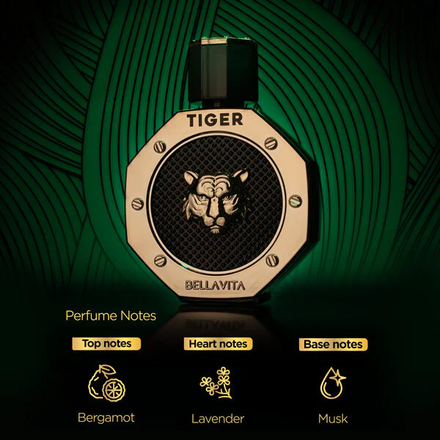 TIGER
BELLAVITA
Perfume Notes
Top notes
Heart notes
Base notes
Bergamot
Lavender
Musk